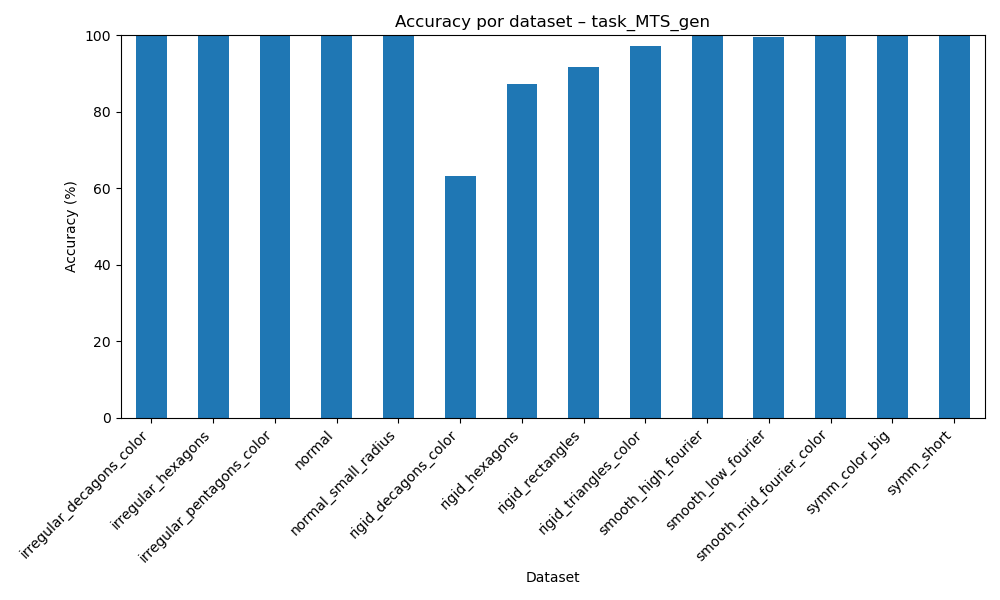 Accuracy por dataset – task_MTS_gen
Accuracy (%)
100
80
60
40
20
0
irregular_decagons_color
irregular_hexagons
irregular_pentagons_color
normal
normal_small_radius
rigid_decagons_color
rigid_hexagons
rigid_rectangles
rigid_triangles_color
smooth_high_fourier
smooth_low_fourier
smooth_mid_fourier_color
symm_color_big
symm_short
Dataset